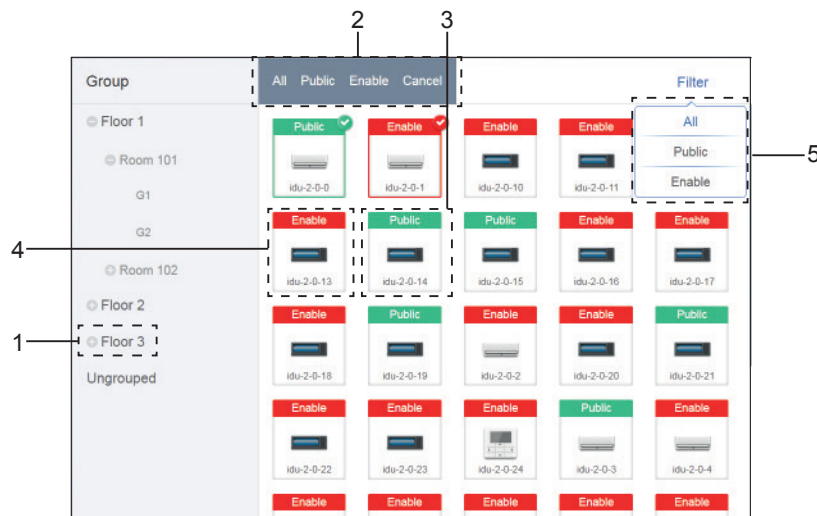 2
3
Group
All Public Enable Cancel
Filter
Floor 1
Room 101
G1
G2
Room 102
Floor 2
Floor 3
Ungrouped
Public
Enable
Enable
Enable
idu-2-0-0
idu-2-0-1
idu-2-0-10
idu-2-0-11
All
Public
Enable
5
4
1
Enable
Public
Public
Enable
Enable
idu-2-0-13
idu-2-0-14
idu-2-0-15
idu-2-0-16
idu-2-0-17
Enable
Public
Enable
Enable
Public
idu-2-0-18
idu-2-0-19
idu-2-0-2
idu-2-0-20
idu-2-0-21
Enable
Enable
Enable
Public
Enable
idu-2-0-22
idu-2-0-23
idu-2-0-24
idu-2-0-3
idu-2-0-4
Enable
Enable
Enable
Enable
Enable